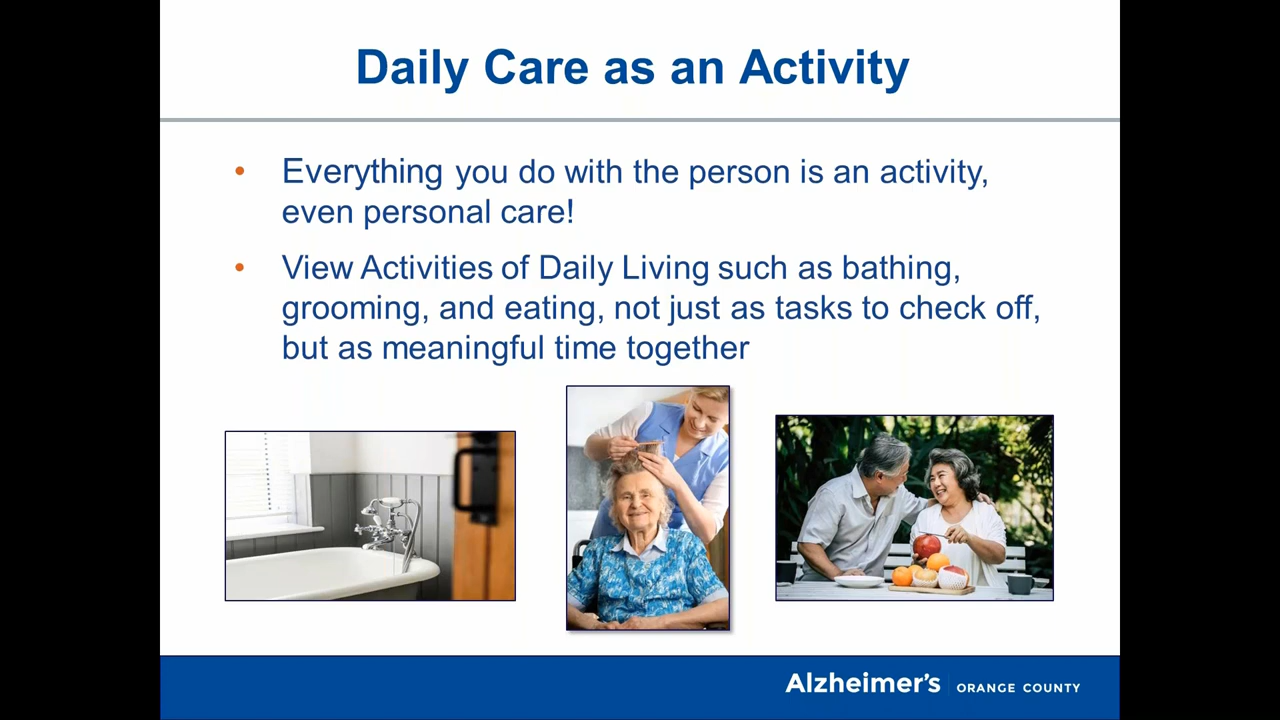 Daily Care as an Activity
• Everything you do with the person is an activity,
even personal care!
• View Activities of Daily Living such as bathing,
grooming, and eating, not just as tasks to check off,
but as meaningful time together
Alzheimer's | ORANGE COUNTY